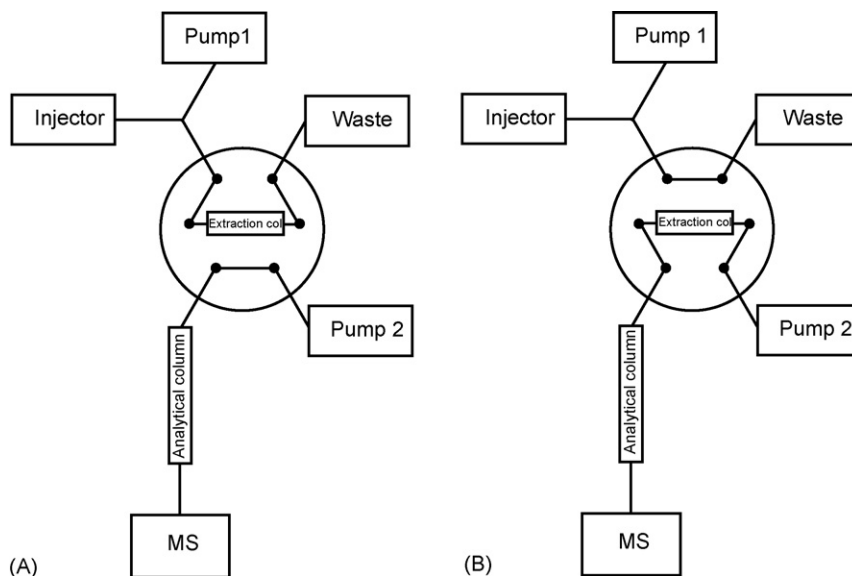 Pump1
Injector
Waste
Extraction col
Pump 2
Analytical column
MS
(A)
Pump 1
Injector
Waste
Extraction col
Pump 2
Analytical column
MS
(B)